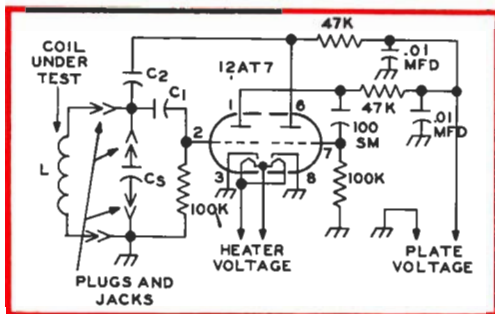 47K
COIL
UNDER
TEST
.01
MFD
C2
C1
12AT7
1
6
47K
100
SM
.01
MFD
2
7
L
CS
3
8
100K
100K
HEATER
VOLTAGE
PLATE
VOLTAGE
PLUGS AND
JACKS